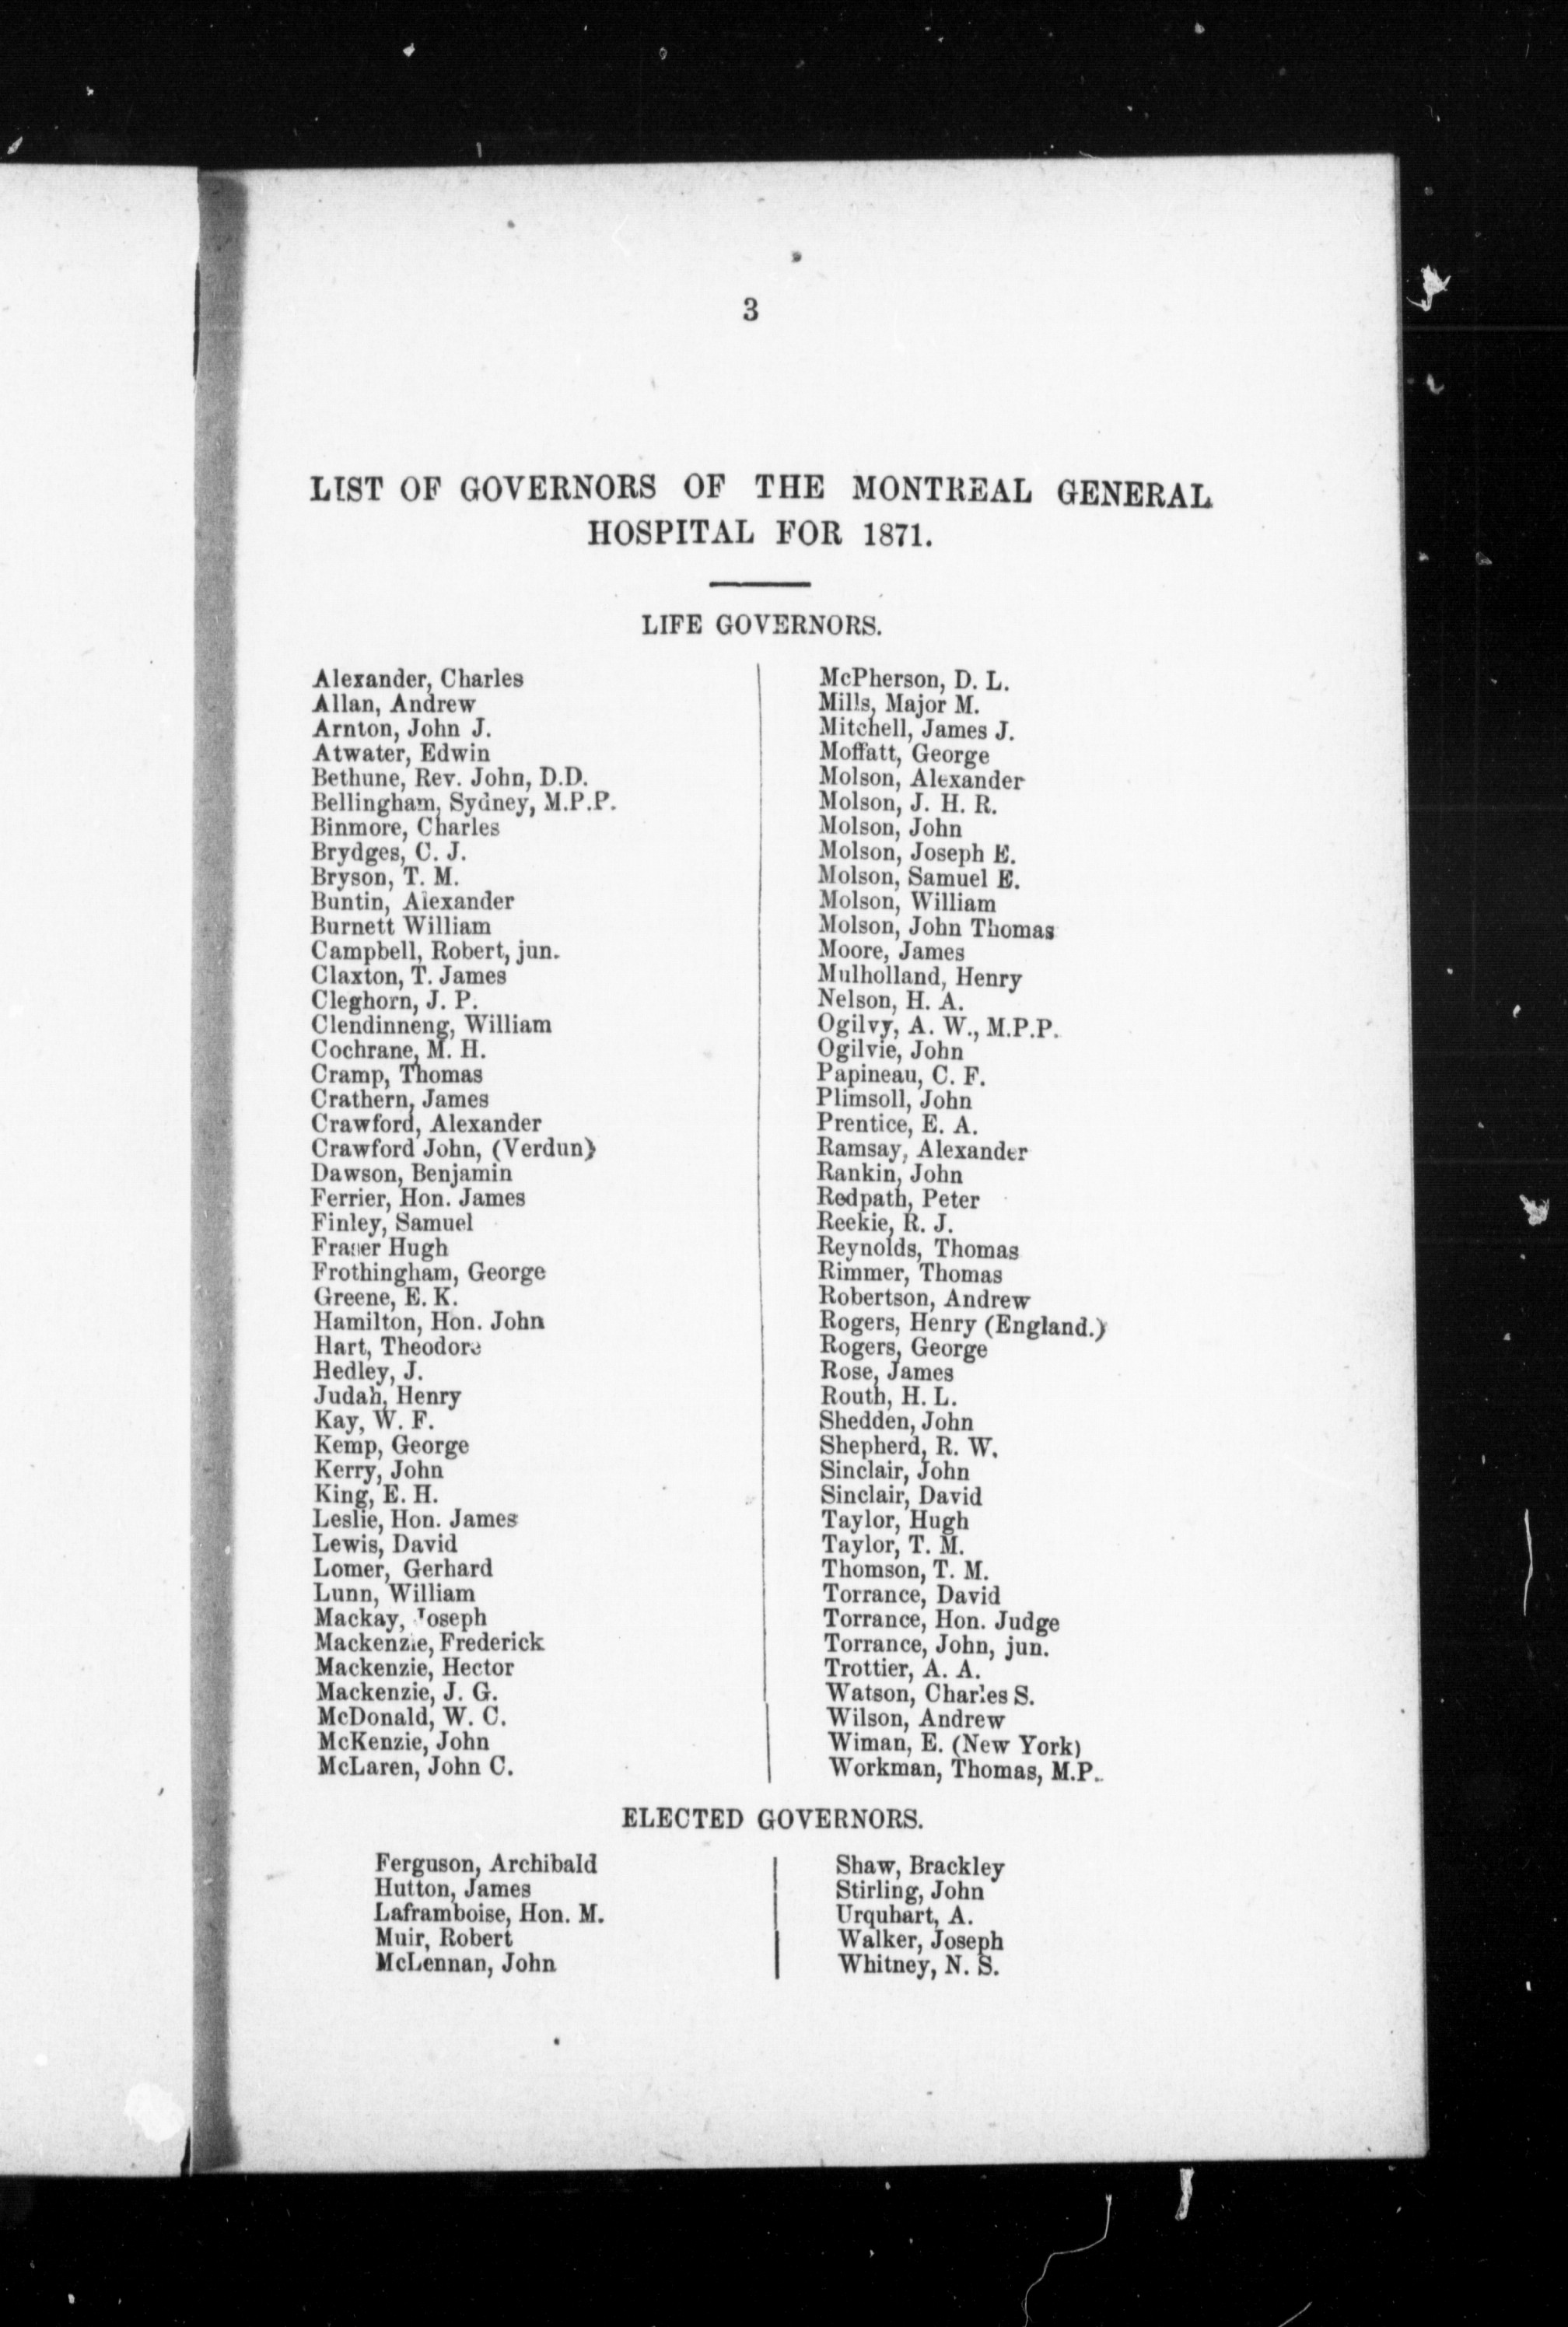 3
LIST OF GOVERNORS OF THE MONTREAL GENERAL
HOSPITAL FOR 1871.
LIFE GOVERNORS.
Alexander, Charles
Allan, Andrew
Arnton, John J.
Atwater, Edwin
Bethune, Rev. John, D.D.
Bellingham, Sydney, M.P.P.
Binmore, Charles
Brydges, C. J.
Bryson, T. M.
Buntin, Alexander
Burnett William
Campbell, Robert, jun.
Claxton, T. James
Cleghorn, J. P.
Clendinneng, William
Cochrane, M. H.
Cramp, Thomas
Crathern, James
Crawford, Alexander
Crawford John, (Verdun)
Dawson, Benjamin
Ferrier, Hon. James
Finley, Samuel
Fraser Hugh
Frothingham, George
Greene, E. K.
Hamilton, Hon. John
Hart, Theodore
Hedley, J.
Judah, Henry
Kay, W. F.
Kemp, George
Kerry, John
King, E. H.
Leslie, Hon. James
Lewis, David
Lomer, Gerhard
Lunn, William
Mackay, Joseph
Mackenzie, Frederick
Mackenzie, Hector
Mackenzie, J. G.
McDonald, W. C.
McKenzie, John
McLaren, John C.
McPherson, D. L.
Mills, Major M.
Mitchell, James J.
Moffatt, George
Molson, Alexander
Molson, J. H. R.
Molson, John
Molson, Joseph E.
Molson, Samuel E.
Molson, William
Molson, John Thomas
Moore, James
Mulholland, Henry
Nelson, H. A.
Ogilvy, A. W., M.P.P.
Ogilvie, John
Papineau, C. F.
Plimsoll, John
Prentice, E. A.
Ramsay, Alexander
Rankin, John
Redpath, Peter
Reekie, R. J.
Reynolds, Thomas
Rimmer, Thomas
Robertson, Andrew
Rogers, Henry (England.)
Rogers, George
Rose, James
Routh, H. L.
Shedden, John
Shepherd, R. W.
Sinclair, John
Sinclair, David
Taylor, Hugh
Taylor, T. M.
Thomson, T. M.
Torrance, David
Torrance, Hon. Judge
Torrance, John, jun.
Trottier, A. A.
Watson, Charles S.
Wilson, Andrew
Wiman, E. (New York)
Workman, Thomas, M.P.
ELECTED GOVERNORS.
Ferguson, Archibald
Hutton, James
Laframboise, Hon. M.
Muir, Robert
McLennan, John
Shaw, Brackley
Stirling, John
Urquhart, A.
Walker, Joseph
Whitney, N. S.